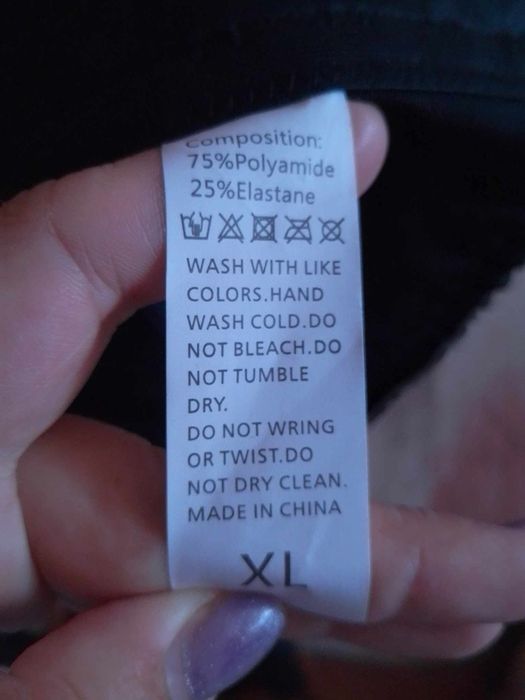 Composition:
75%Polyamide
25%Elastane
WASH WITH LIKE
COLORS.HAND
WASH COLD.DO
NOT BLEACH.DO
NOT TUMBLE
DRY.
DO NOT WRING
OR TWIST.DO
NOT DRY CLEAN.
MADE IN CHINA
XL